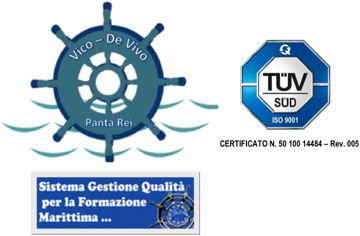 Vico – De Vivo
Panta Rei
TÜV
SÜD
ISO 9001
CERTIFICATO N. 50 100 14484 – Rev. 005
Sistema Gestione Qualità
per la Formazione
Marittima ...